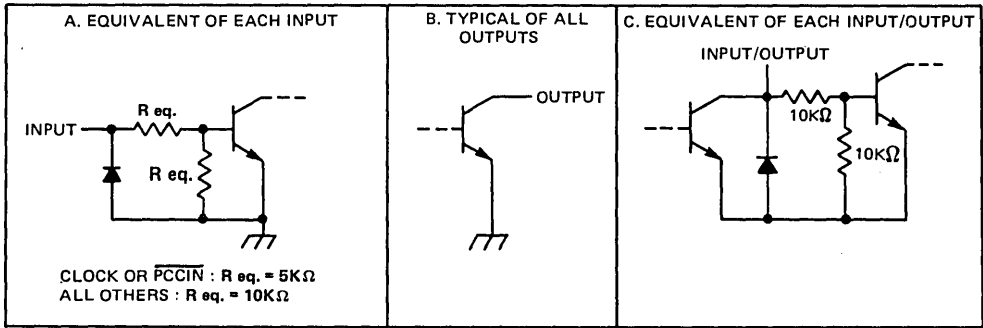 A. EQUIVALENT OF EACH INPUT
INPUT
R eq.
R eq.
CLOCK OR PCCIN : R eq. = 5KΩ
ALL OTHERS : R eq. = 10KΩ
B. TYPICAL OF ALL
OUTPUTS
OUTPUT
C. EQUIVALENT OF EACH INPUT/OUTPUT
INPUT/OUTPUT
10KΩ
10KΩ